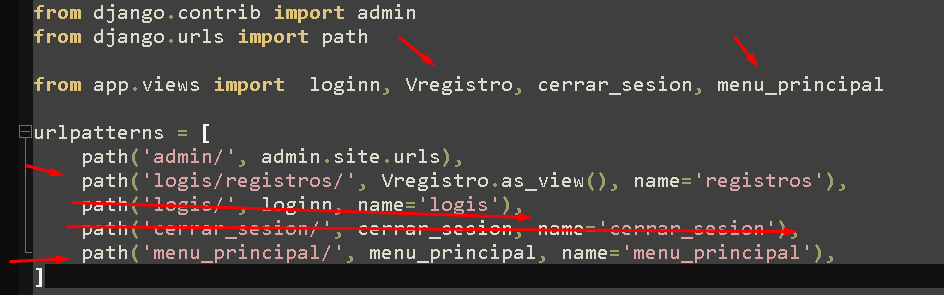 from django.contrib import admin
from django.urls import path
from app.views import  loginn, Vregistro, cerrar_sesion, menu_principal
urlpatterns = [
    path('admin/', admin.site.urls),
    path('logis/registros/', Vregistro.as_view(), name='registros'),
    path('logis/', loginn, name='logis'),
    path('cerrar_sesion/', cerrar_sesion, name='cerrar_sesion'),
    path('menu_principal/', menu_principal, name='menu_principal'),
]